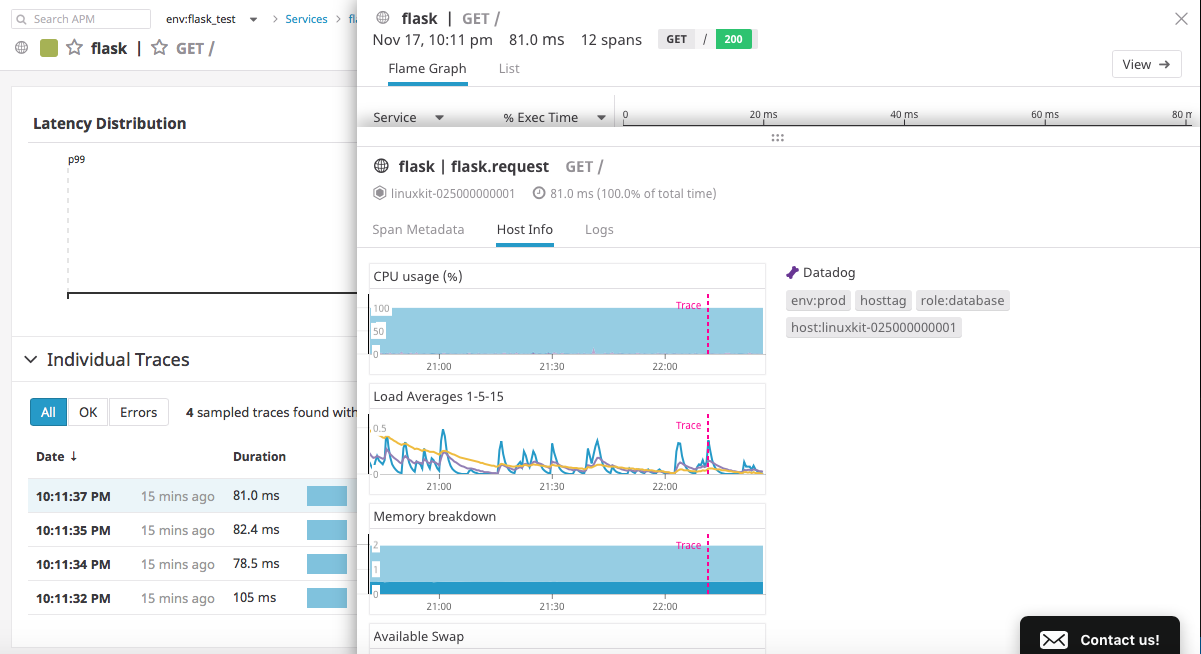 Search APM
env:flask_test
Services
flask | GET /
Latency Distribution
p99
Individual Traces
All OK Errors 4 sampled traces found with
Date ↓ Duration
10:11:37 PM 15 mins ago 81.0 ms
10:11:35 PM 15 mins ago 82.4 ms
10:11:34 PM 15 mins ago 78.5 ms
10:11:32 PM 15 mins ago 105 ms
flask | GET /
Nov 17, 10:11 pm 81.0 ms 12 spans GET / 200
Flame Graph List
View →
Service % Exec Time 0 20 ms 40 ms 60 ms
flask | flask.request GET /
linuxkit-025000000001 81.0 ms (100.0% of total time)
Span Metadata Host Info Logs
CPU usage (%)
Trace
100
50
0
21:00 21:30 22:00
Load Averages 1-5-15
Trace
0.5
0
21:00 21:30 22:00
Memory breakdown
Trace
2
1
0
21:00 21:30 22:00
Available Swap
Datadog
env:prod hosttag role:database
host:linuxkit-025000000001
Contact us!